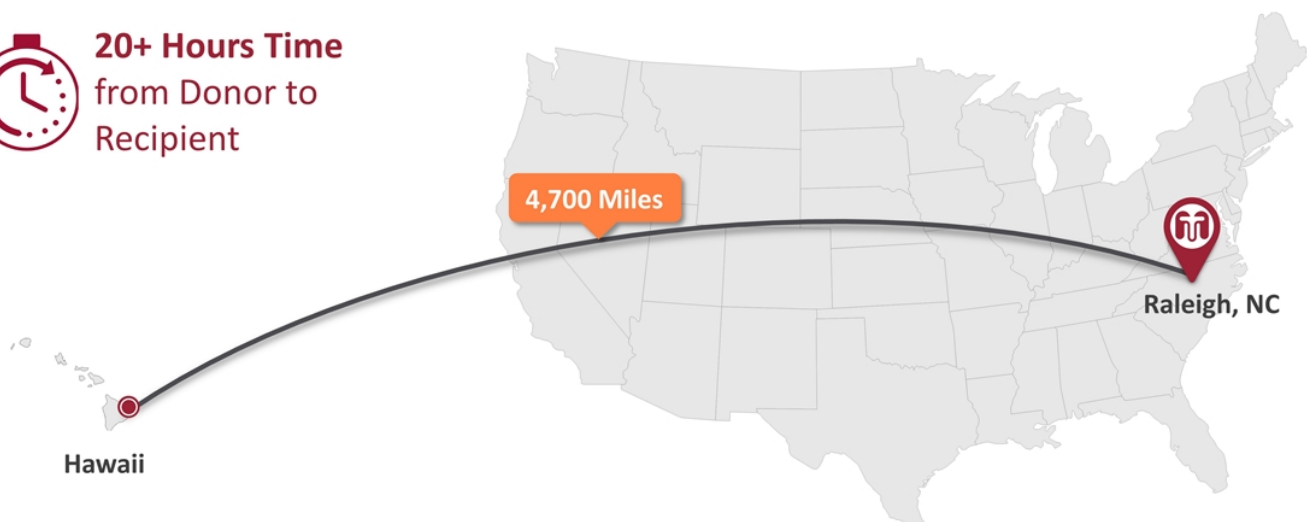 20+ Hours Time
from Donor to
Recipient
4,700 Miles
Raleigh, NC
Hawaii